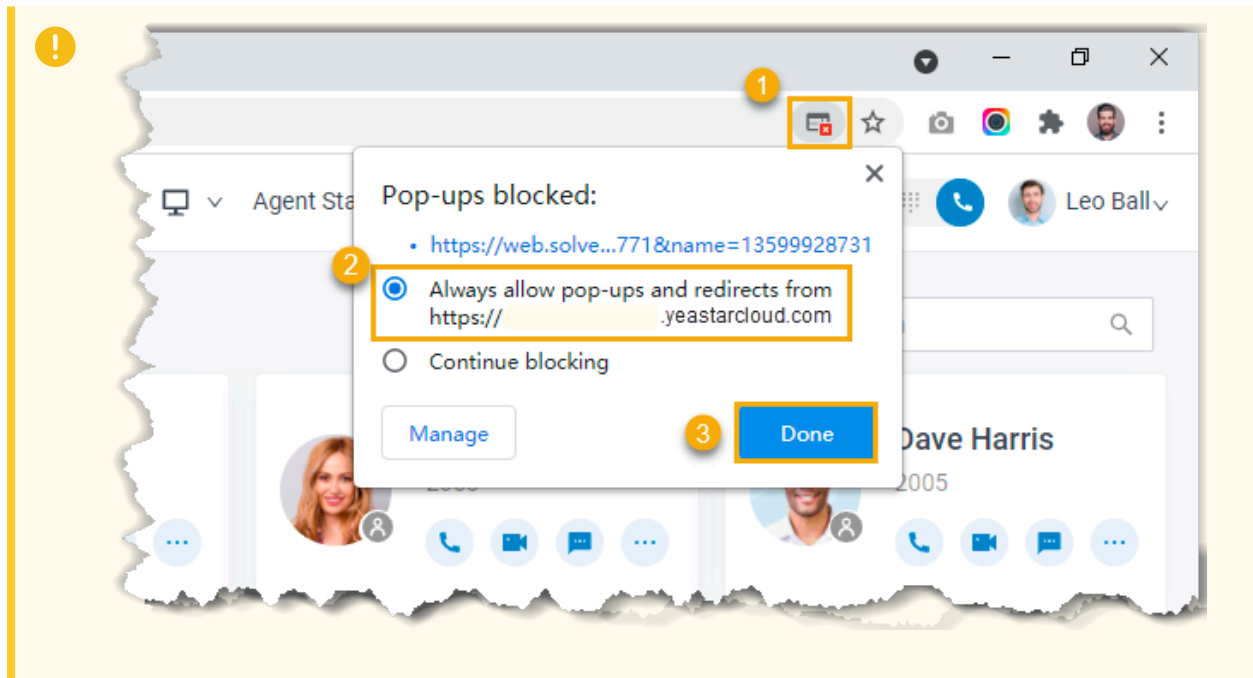 !
1
Agent Sta
Pop-ups blocked:
Leo Ball
• https://web.solve...771&name=13599928731
2
Always allow pop-ups and redirects from
https:// .yeastarcloud.com
Continue blocking
Manage
3
Done
Dave Harris
2005